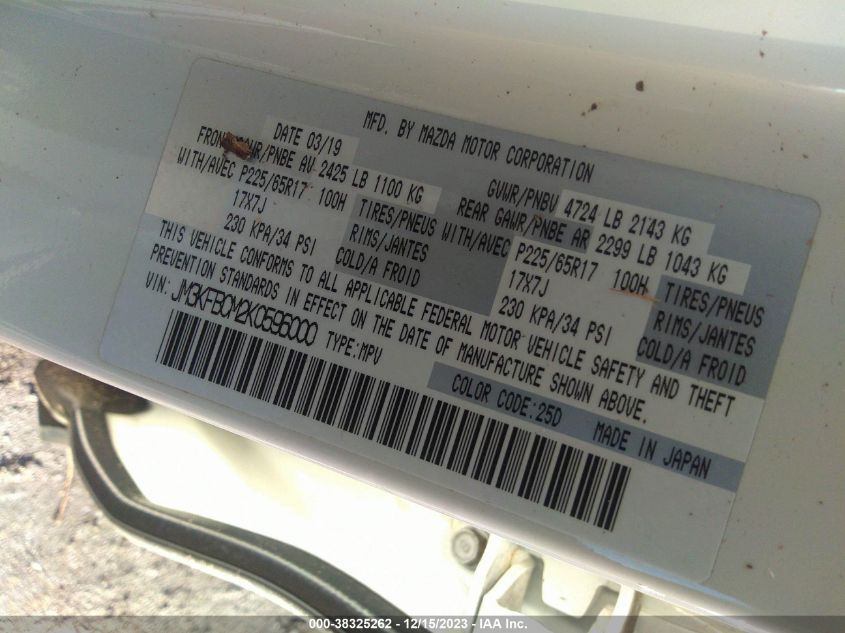 MFD. BY MAZDA MOTOR CORPORATION
DATE 03/19 GVWR/PNBV 4724 LB 2143 KG
FRONT GAWR/PNBE AV 2425 LB 1100 KG REAR GAWR/PNBE AR 2299 LB 1043 KG
WITH/AVEC P225/65R17 100H TIRES/PNEUS WITH/AVEC P225/65R17 100H TIRES/PNEUS
17X7J RIMS/JANTES 17X7J RIMS/JANTES
230 KPA/34 PSI COLD/A FROID 230 KPA/34 PSI COLD/A FROID
THIS VEHICLE CONFORMS TO ALL APPLICABLE FEDERAL MOTOR VEHICLE SAFETY AND THEFT
PREVENTION STANDARDS IN EFFECT ON THE DATE OF MANUFACTURE SHOWN ABOVE.
VIN: JM3KFBCM2K0596000 TYPE:MPV
COLOR CODE:25D MADE IN JAPAN
000-38325262 - 12/15/2023 - IAA Inc.